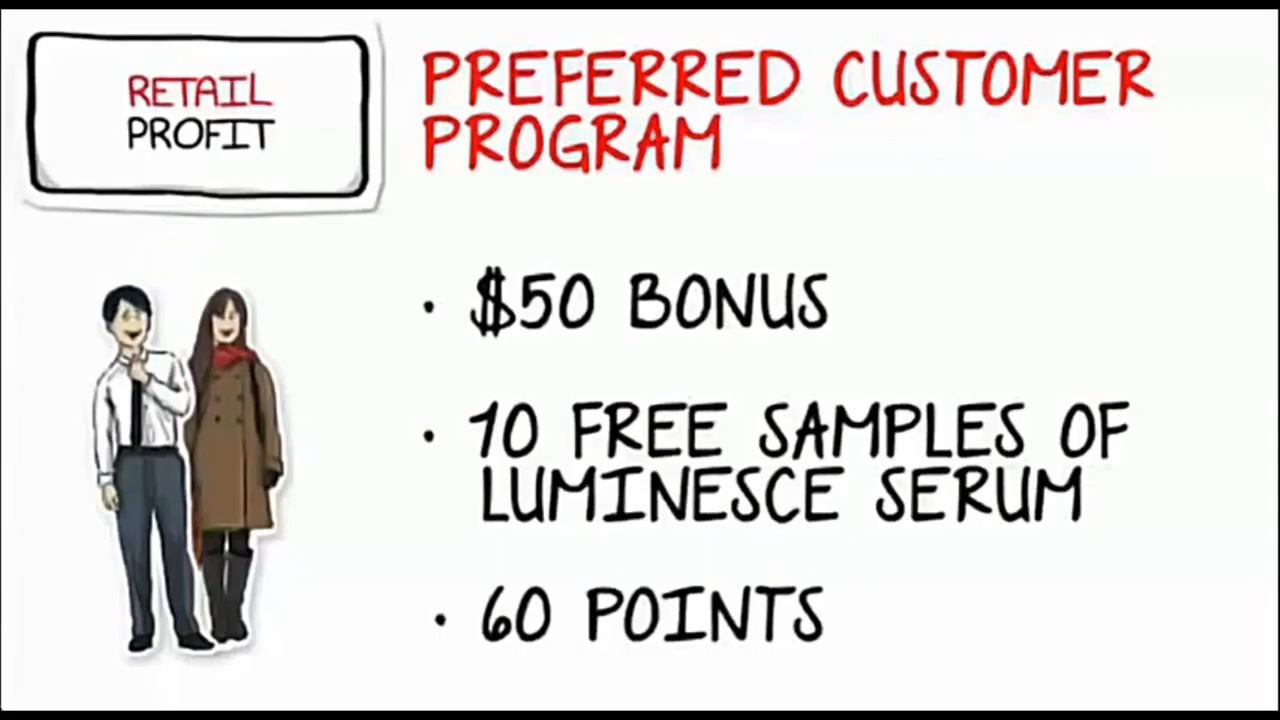 RETAIL
PROFIT
PREFERRED CUSTOMER
PROGRAM
· $50 BONUS
· 10 FREE SAMPLES OF
LUMINESCE SERUM
· 60 POINTS